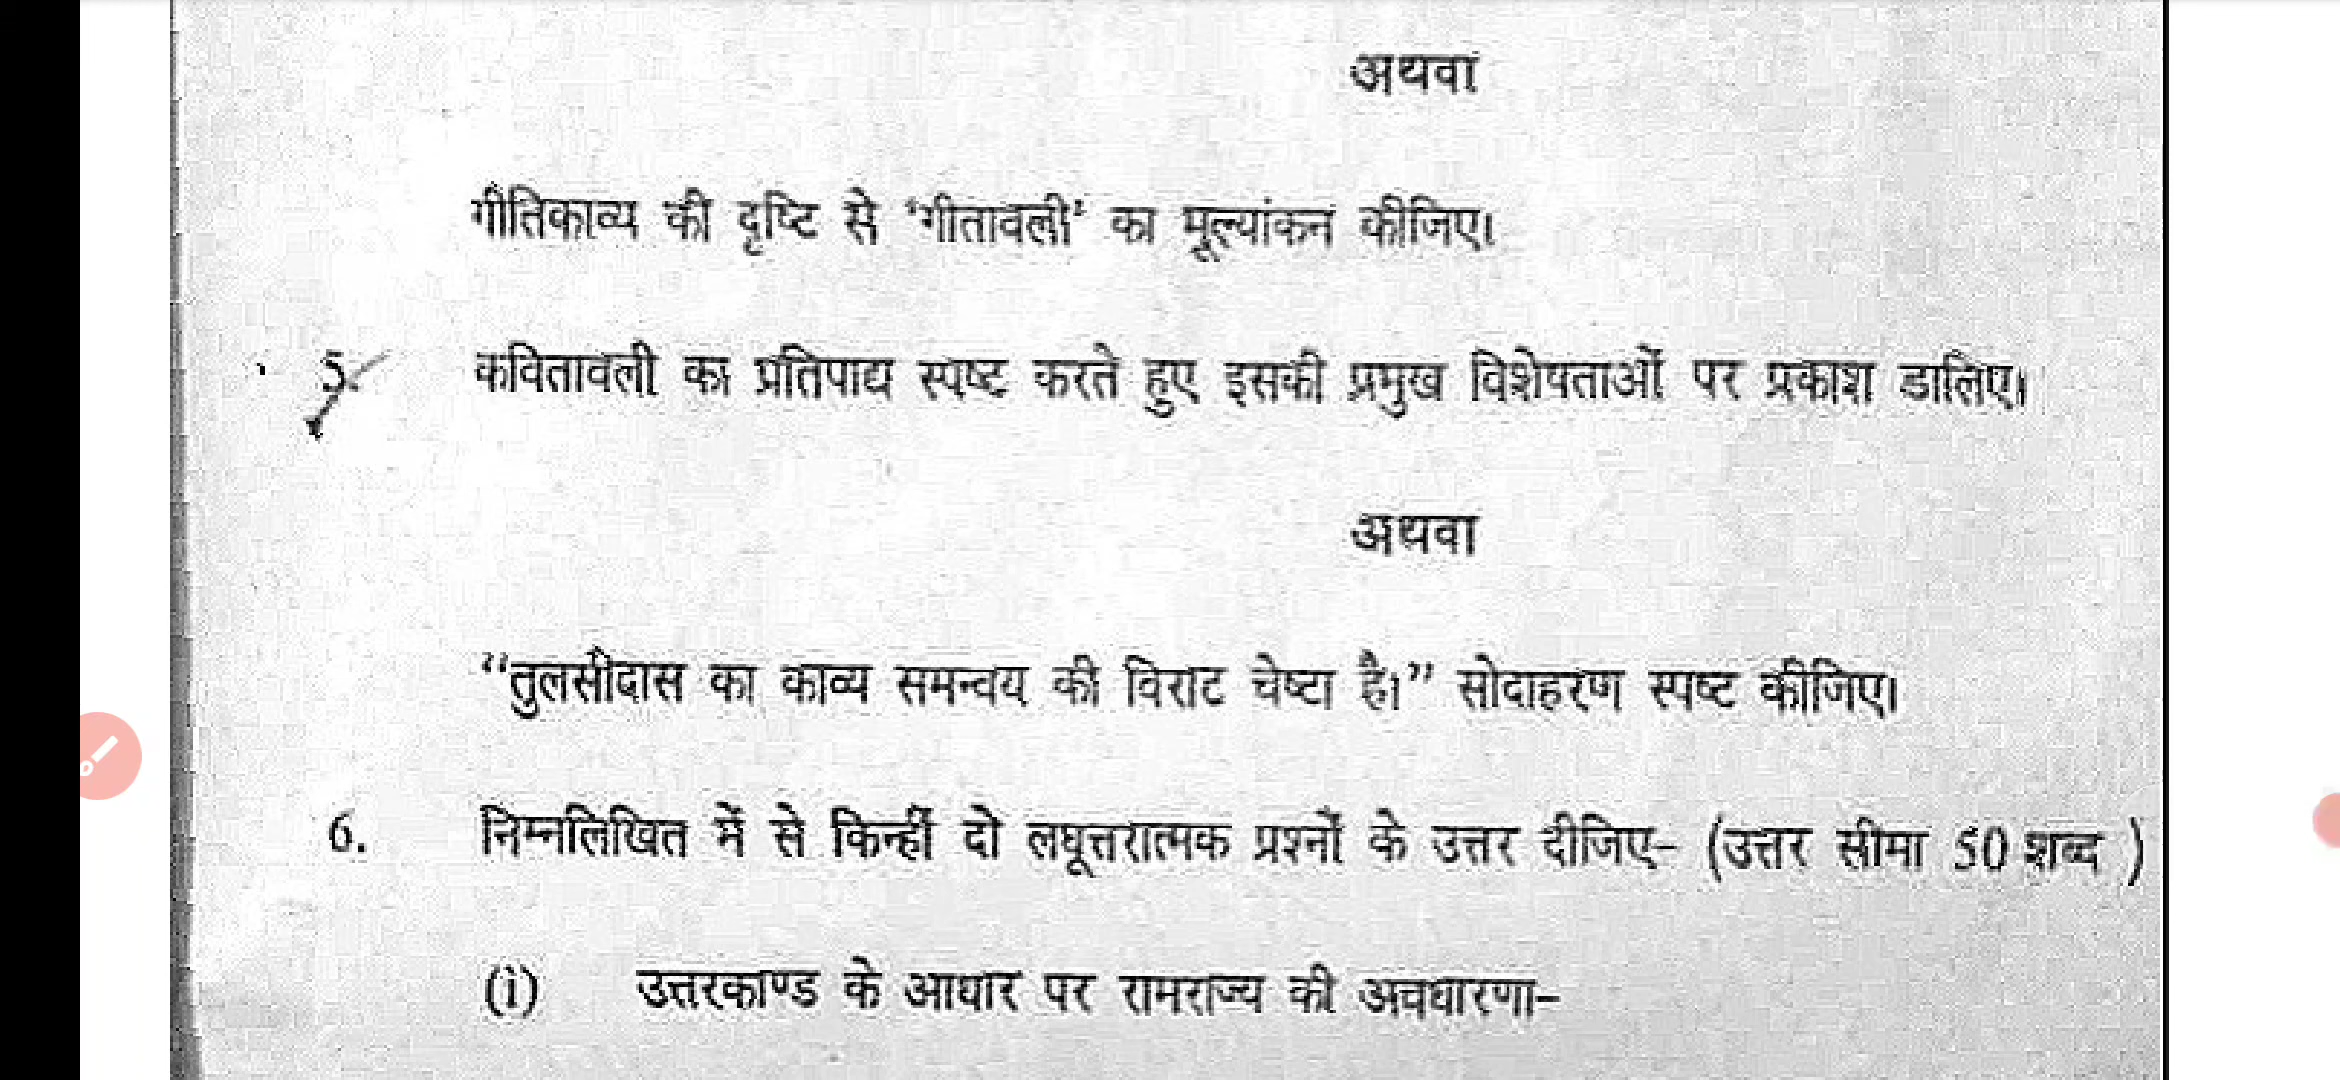 अथवा
गीतिकाव्य की दृष्टि से ‘गीतावली’ का मूल्यांकन कीजिए।
5. कवितावली का प्रतिपाद्य स्पष्ट करते हुए इसकी प्रमुख विशेषताओं पर प्रकाश डालिए।
अथवा
“तुलसीदास का काव्य समन्वय की विराट चेष्टा है।” सोदाहरण स्पष्ट कीजिए।
6. निम्नलिखित में से किन्हीं दो लघूत्तरात्मक प्रश्नों के उत्तर दीजिए– (उत्तर सीमा 50 शब्द )
(i) उत्तरकाण्ड के आधार पर रामराज्य की अवधारणा–